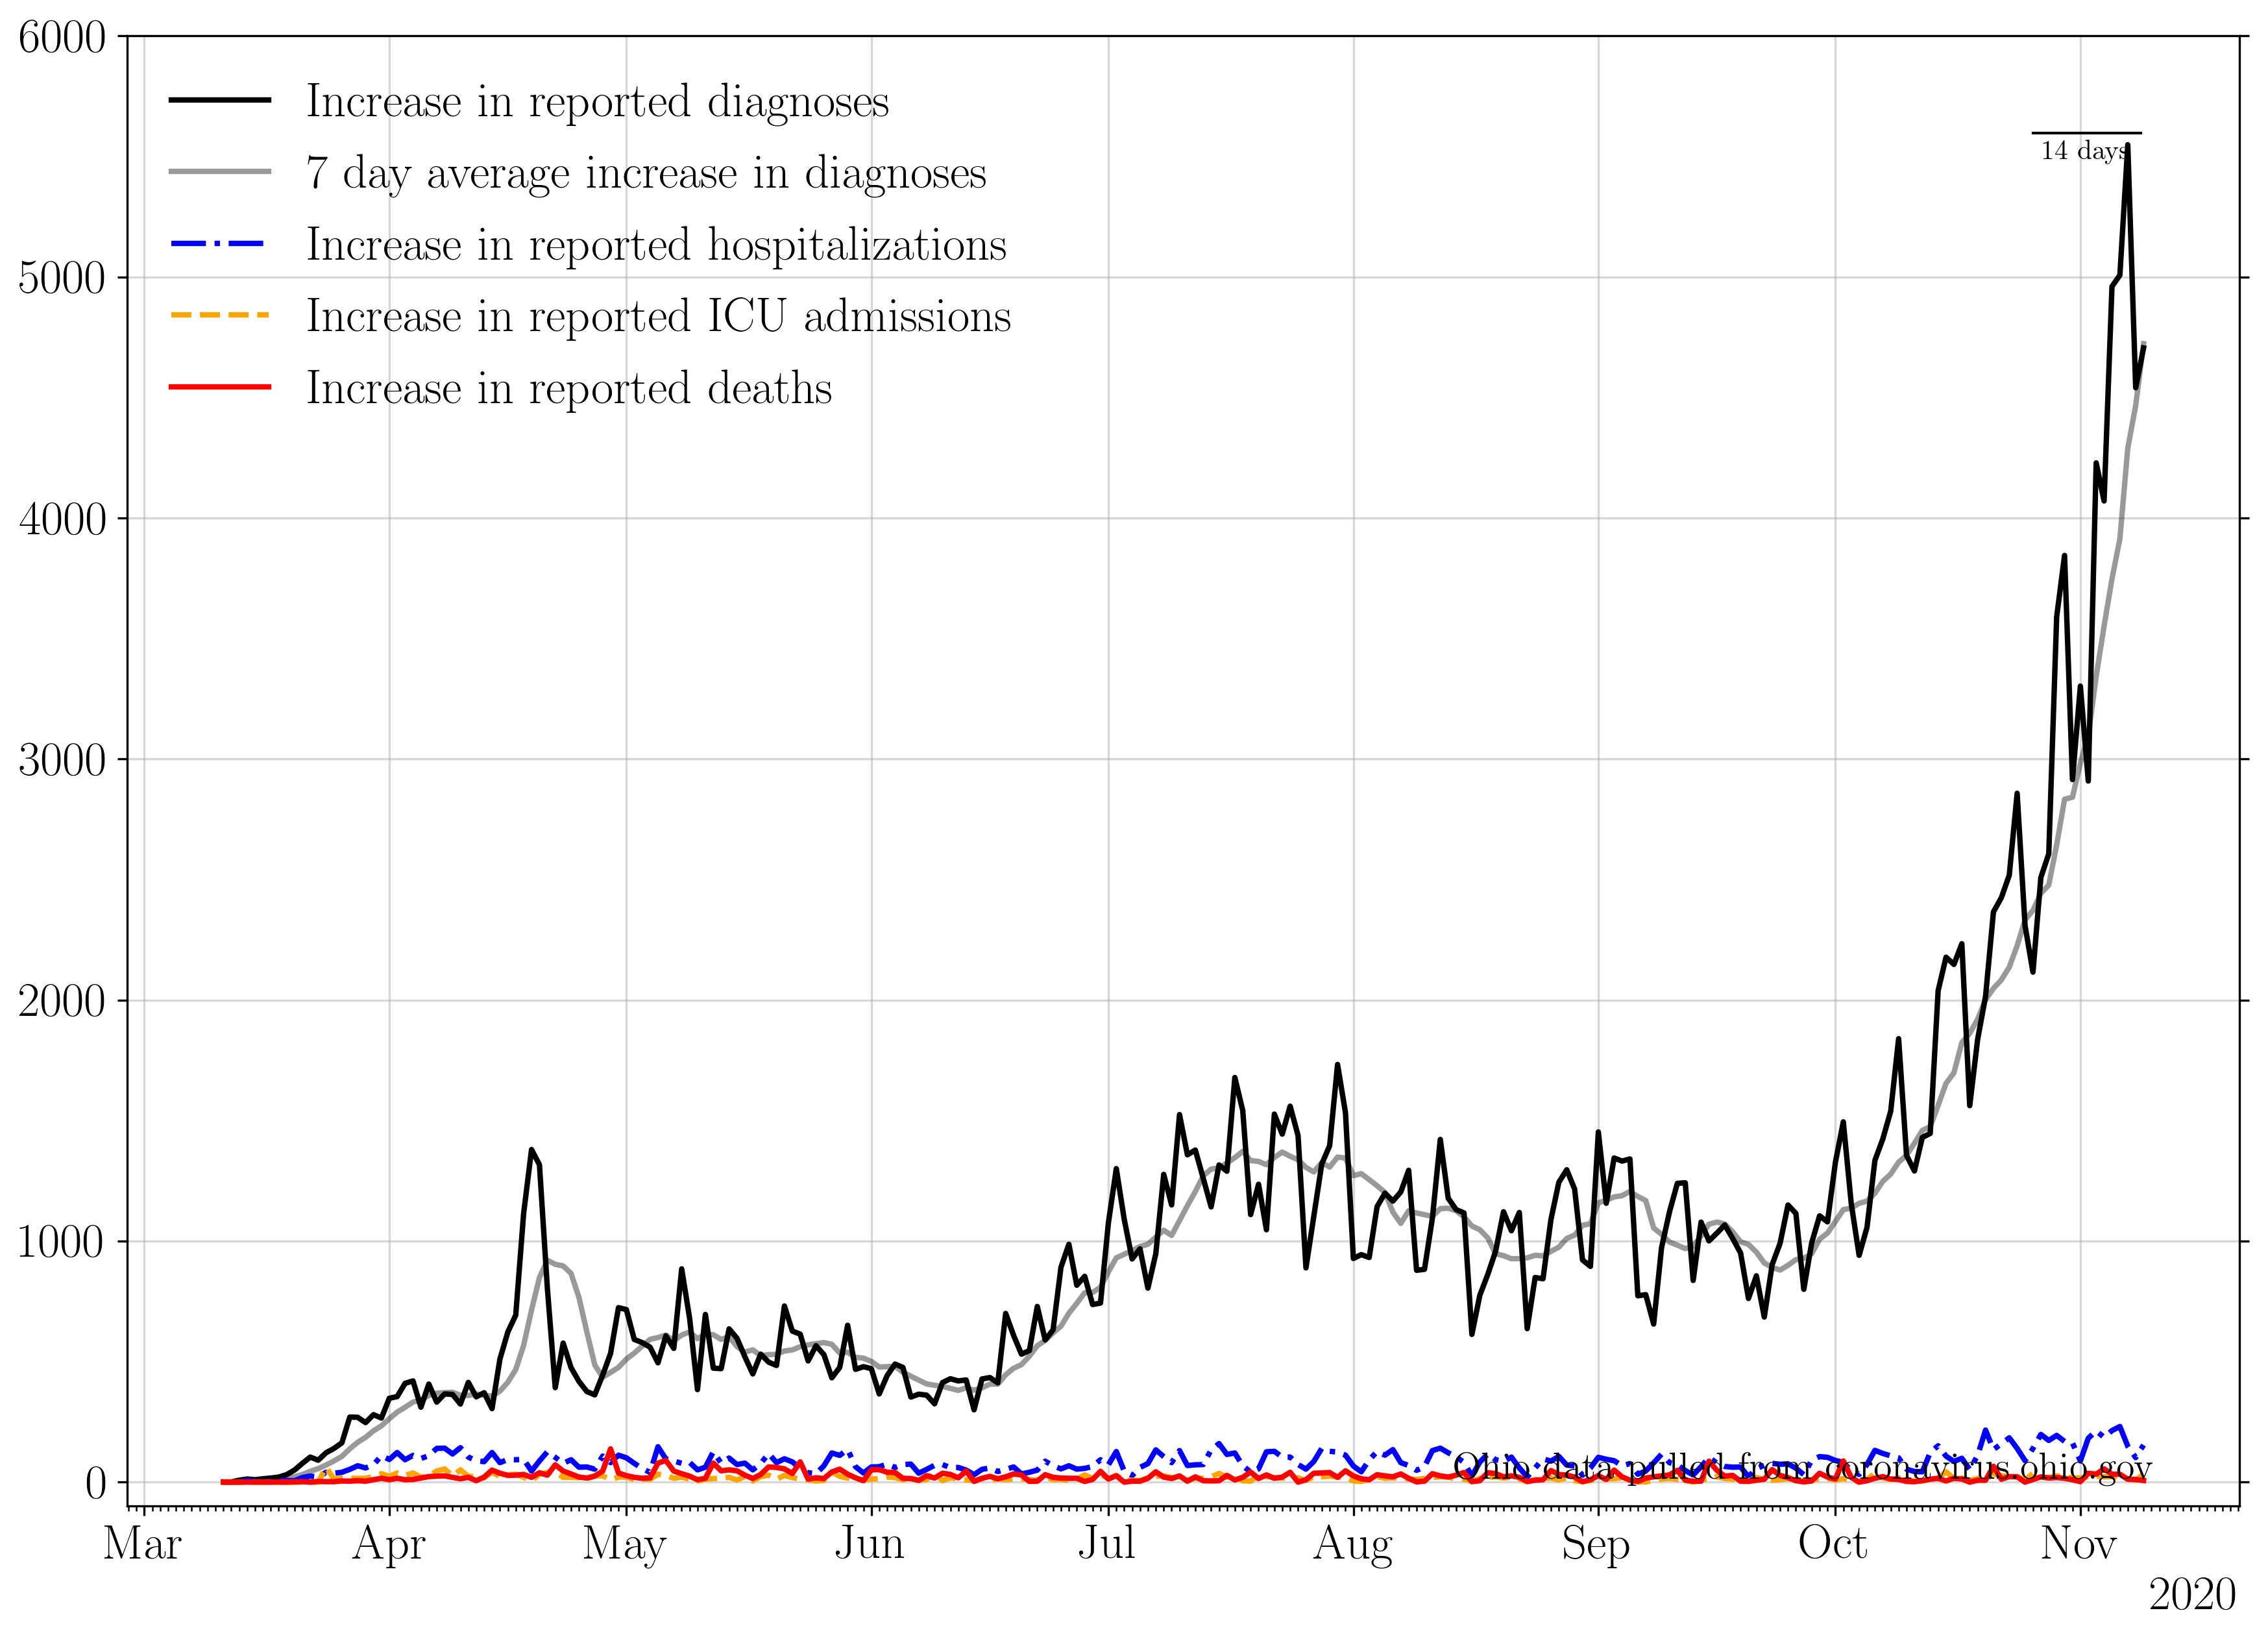 6000
Increase in reported diagnoses
7 day average increase in diagnoses
14 days
Increase in reported hospitalizations
5000
Increase in reported ICU admissions
Increase in reported deaths
4000
3000
2000
1000
Ohio data pulled from coronavirus.ohio.gov
0
Mar Apr May Jun Jul Aug Sep Oct Nov
2020